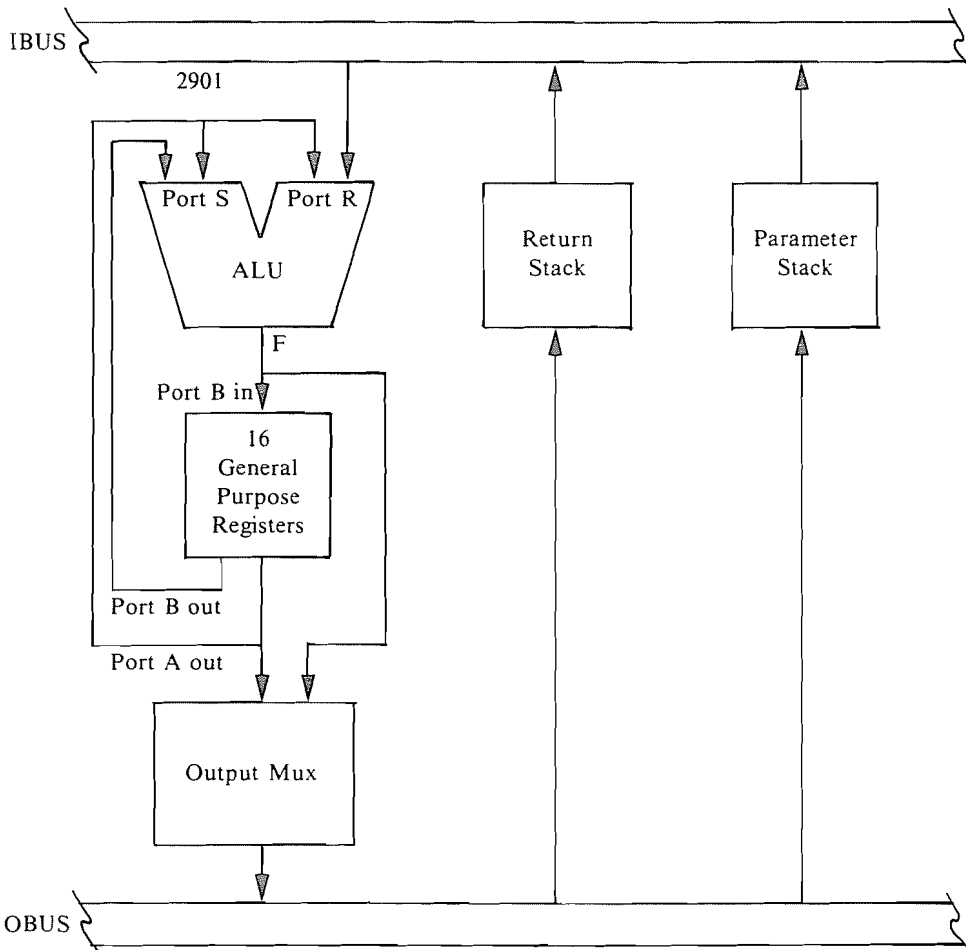 IBUS
2901
Port S
Port R
ALU
F
Port B in
16
General
Purpose
Registers
Port B out
Port A out
Output Mux
Return
Stack
Parameter
Stack
OBUS